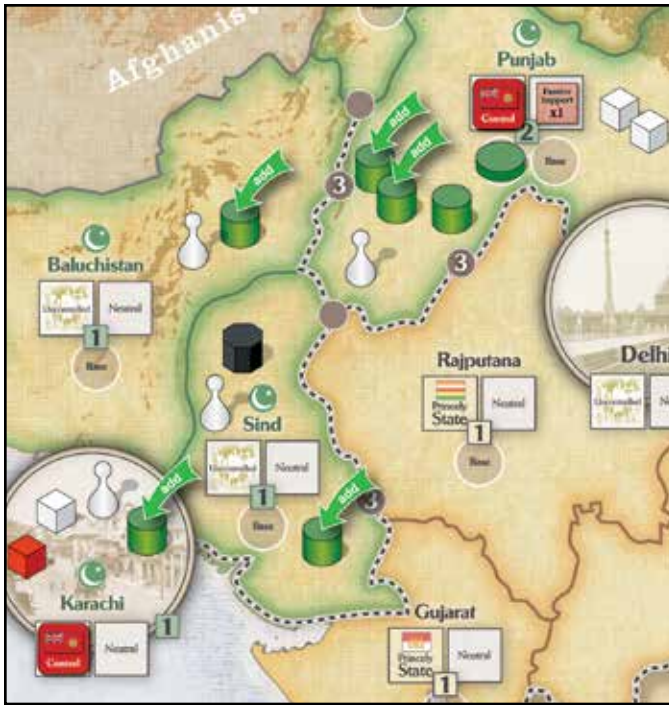 Afghanist
Punjab
Control
Passive
Support
x1
2
Base
add
add
add
3
3
Baluchistan
Uncontrolled
Neutral
1
Base
Rajputana
Princely
State
Neutral
1
Base
Delhi
Uncontrolled
N
Sind
Uncontrolled
Neutral
1
Base
add
add
3
Karachi
Control
Neutral
1
Gujarat
Princely
State
Neutral
1